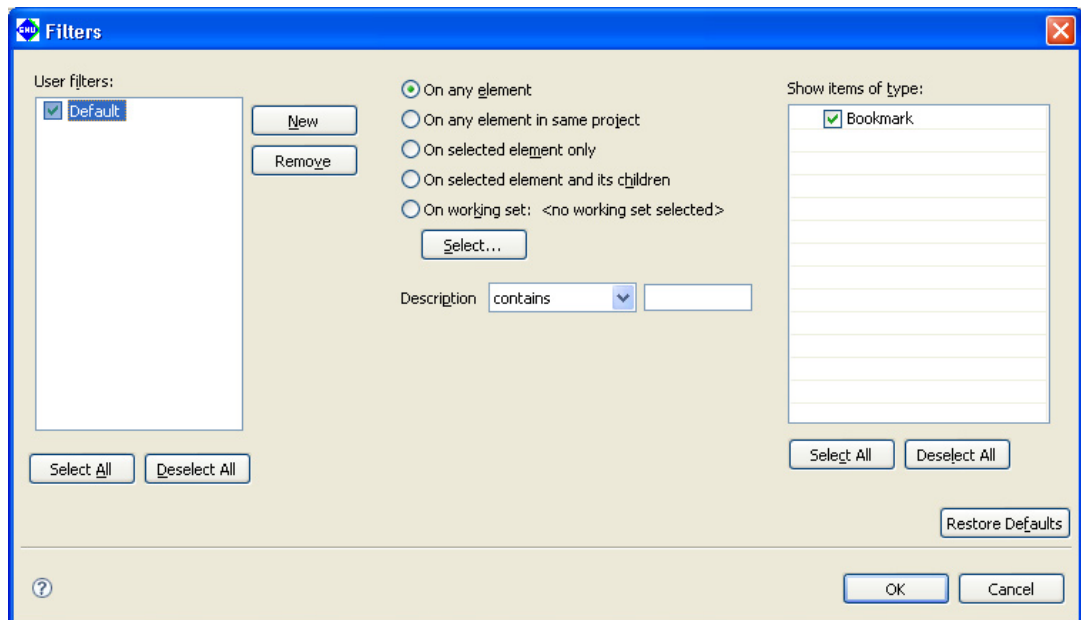 GNU Filters
User filters:
Default
New
Remove
Select All
Deselect All
On any element
On any element in same project
On selected element only
On selected element and its children
On working set: <no working set selected>
Select...
Description contains
Show items of type:
Bookmark
Select All
Deselect All
Restore Defaults
?
OK
Cancel